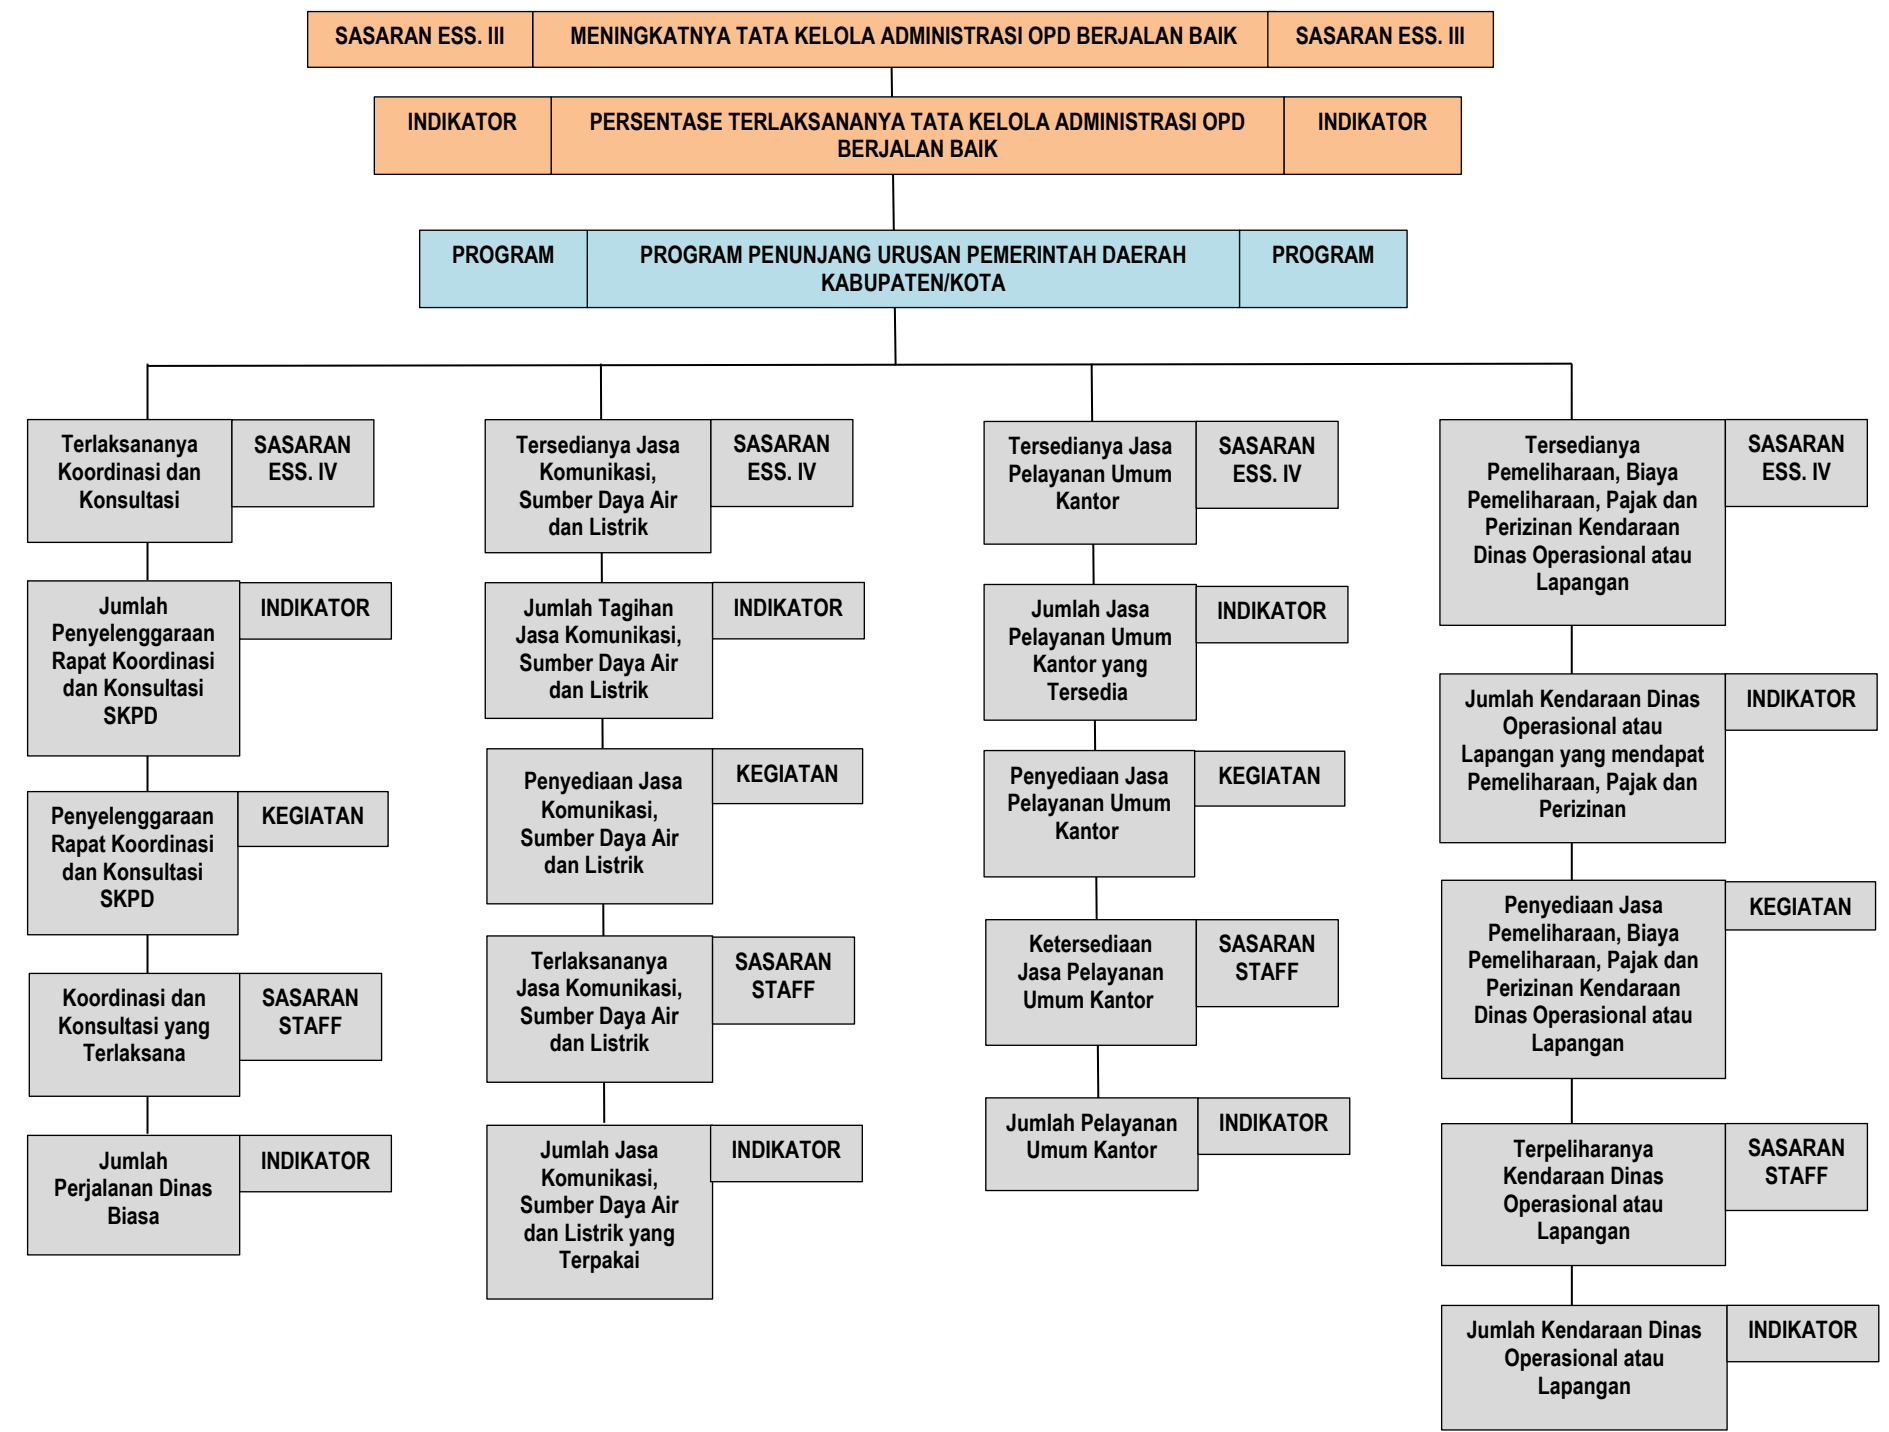 SASARAN ESS. III
MENINGKATNYA TATA KELOLA ADMINISTRASI OPD BERJALAN BAIK
SASARAN ESS. III
INDIKATOR
PERSENTASE TERLAKSANANYA TATA KELOLA ADMINISTRASI OPD
BERJALAN BAIK
INDIKATOR
PROGRAM
PROGRAM PENUNJANG URUSAN PEMERINTAH DAERAH
KABUPATEN/KOTA
PROGRAM
Terlaksananya
Koordinasi dan
Konsultasi
SASARAN
ESS. IV
Jumlah
Penyelenggaraan
Rapat Koordinasi
dan Konsultasi
SKPD
INDIKATOR
Penyelenggaraan
Rapat Koordinasi
dan Konsultasi
SKPD
KEGIATAN
Koordinasi dan
Konsultasi yang
Terlaksana
SASARAN
STAFF
Jumlah
Perjalanan Dinas
Biasa
INDIKATOR
Tersedianya Jasa
Komunikasi,
Sumber Daya Air
dan Listrik
SASARAN
ESS. IV
Jumlah Tagihan
Jasa Komunikasi,
Sumber Daya Air
dan Listrik
INDIKATOR
Penyediaan Jasa
Komunikasi,
Sumber Daya Air
dan Listrik
KEGIATAN
Terlaksananya
Jasa Komunikasi,
Sumber Daya Air
dan Listrik
SASARAN
STAFF
Jumlah Jasa
Komunikasi,
Sumber Daya Air
dan Listrik yang
Terpakai
INDIKATOR
Tersedianya Jasa
Pelayanan Umum
Kantor
SASARAN
ESS. IV
Jumlah Jasa
Pelayanan Umum
Kantor yang
Tersedia
INDIKATOR
Penyediaan Jasa
Pelayanan Umum
Kantor
KEGIATAN
Ketersediaan
Jasa Pelayanan
Umum Kantor
SASARAN
STAFF
Jumlah Pelayanan
Umum Kantor
INDIKATOR
Tersedianya
Pemeliharaan, Biaya
Pemeliharaan, Pajak dan
Perizinan Kendaraan
Dinas Operasional atau
Lapangan
SASARAN
ESS. IV
Jumlah Kendaraan Dinas
Operasional atau
Lapangan yang mendapat
Pemeliharaan, Pajak dan
Perizinan
INDIKATOR
Penyediaan Jasa
Pemeliharaan, Biaya
Pemeliharaan, Pajak dan
Perizinan Kendaraan
Dinas Operasional atau
Lapangan
KEGIATAN
Terpeliharanya
Kendaraan Dinas
Operasional atau
Lapangan
SASARAN
STAFF
Jumlah Kendaraan Dinas
Operasional atau
Lapangan
INDIKATOR